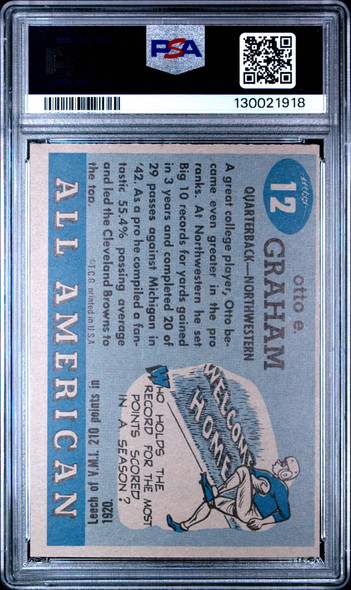 PSA
130021918
12
otto e.
GRAHAM
QUARTERBACK—NORTHWESTERN
A great college player, Otto be-
came even greater in the pro
ranks. At Northwestern he set
Big 10 records for yards gained
in 3 years and completed 20 of
29 passes against Michigan in
'42. As a pro he compiled a fan-
tastic 55.4% passing average
and led the Cleveland Browns to
the top.
©T.C.G. printed in U.S.A.
WELCOME
HOME
WHO HOLDS THE
RECORD FOR THE MOST
POINTS SCORED
IN A SEASON?
Leech of V.M.I. 210 points in
1920.
ALL AMERICAN